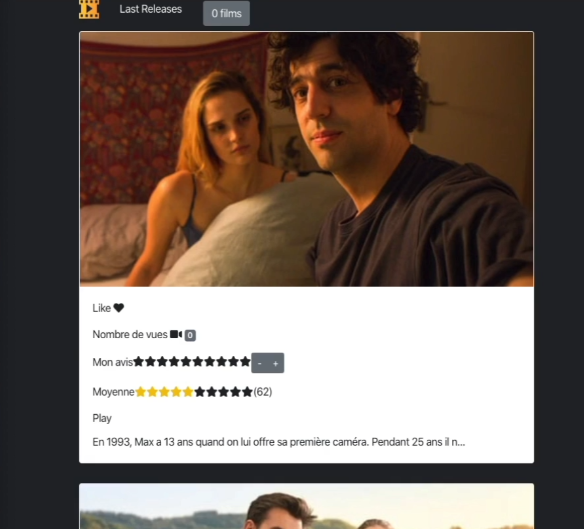 Last Releases
0 films
Like
Nombre de vues 0
Mon avis - +
Moyenne (62)
Play
En 1993, Max a 13 ans quand on lui offre sa première caméra. Pendant 25 ans il n...